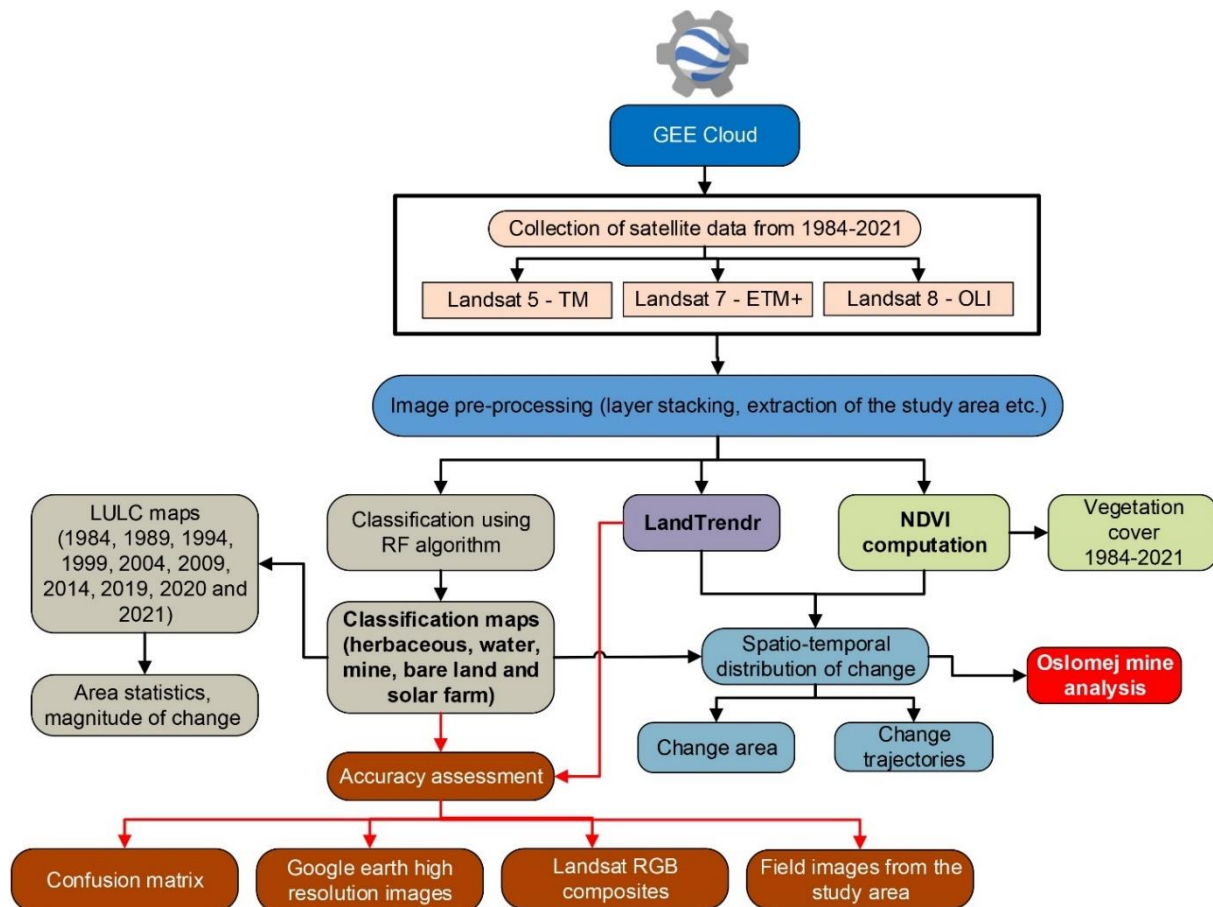 GEE Cloud
Collection of satellite data from 1984-2021
Landsat 5 - TM
Landsat 7 - ETM+
Landsat 8 - OLI
Image pre-processing (layer stacking, extraction of the study area etc.)
LULC maps
(1984, 1989, 1994,
1999, 2004, 2009,
2014, 2019, 2020 and
2021)
Classification using
RF algorithm
LandTrendr
NDVI
computation
Vegetation
cover
1984-2021
Classification maps
(herbaceous, water,
mine, bare land and
solar farm)
Spatio-temporal
distribution of change
Oslomej mine
analysis
Area statistics,
magnitude of change
Change area
Change
trajectories
Accuracy assessment
Confusion matrix
Google earth high
resolution images
Landsat RGB
composites
Field images from the
study area